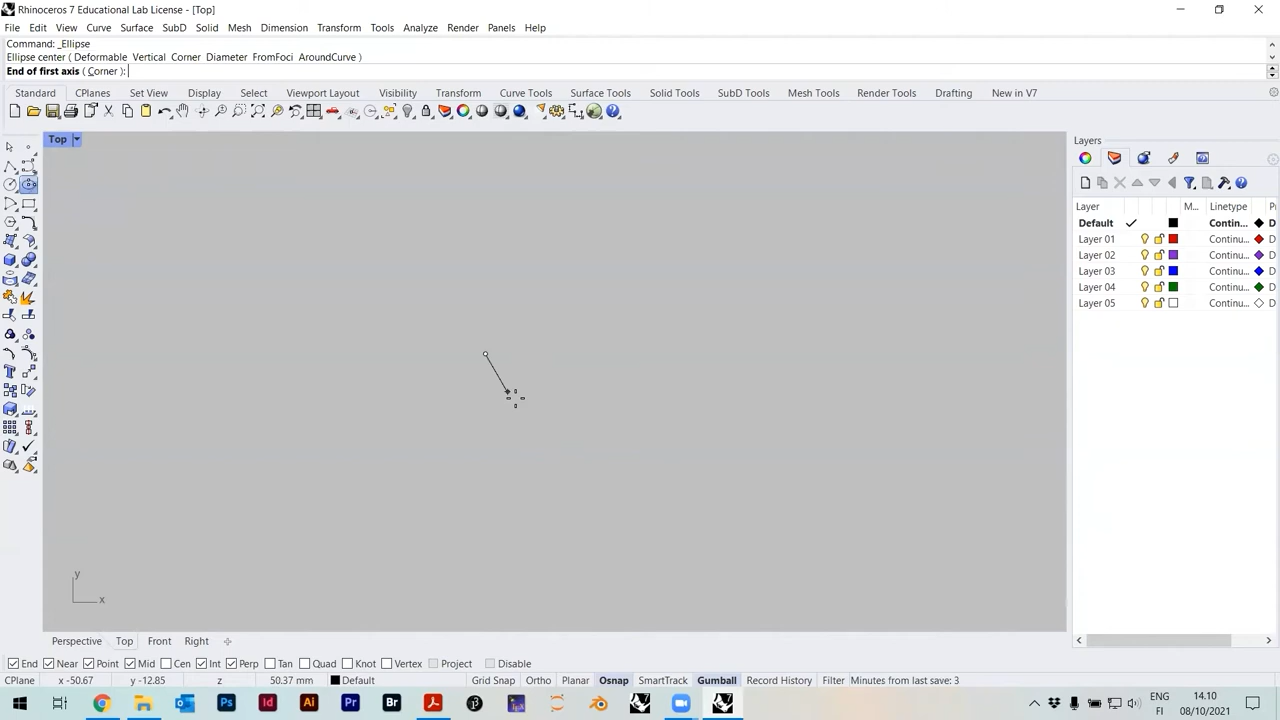 Rhinoceros 7 Educational Lab License - [Top]
File Edit View Curve Surface SubD Solid Mesh Dimension Transform Tools Analyze Render Panels Help
Command: _Ellipse
Ellipse center ( Deformable Vertical Corner Diameter FromFoci AroundCurve )
End of first axis ( Corner ):
Standard CPlanes Set View Display Select Viewport Layout Visibility Transform Curve Tools Surface Tools Solid Tools SubD Tools Mesh Tools Render Tools Drafting New in V7
Top
Layers
Layer M... Linetype P
Default Contin... D
Layer 01 Continu... D
Layer 02 Continu... D
Layer 03 Continu... D
Layer 04 Continu... D
Layer 05 Continu... D
y
x
Perspective Top Front Right
End Near Point Mid Cen Int Perp Tan Quad Knot Vertex Project Disable
CPlane x -50.67 y -12.85 z 50.37 mm Default Grid Snap Ortho Planar Osnap SmartTrack Gumball Record History Filter Minutes from last save: 3
Ps Id Ai Pr Br
ENG 14.10
FI 08/10/2021